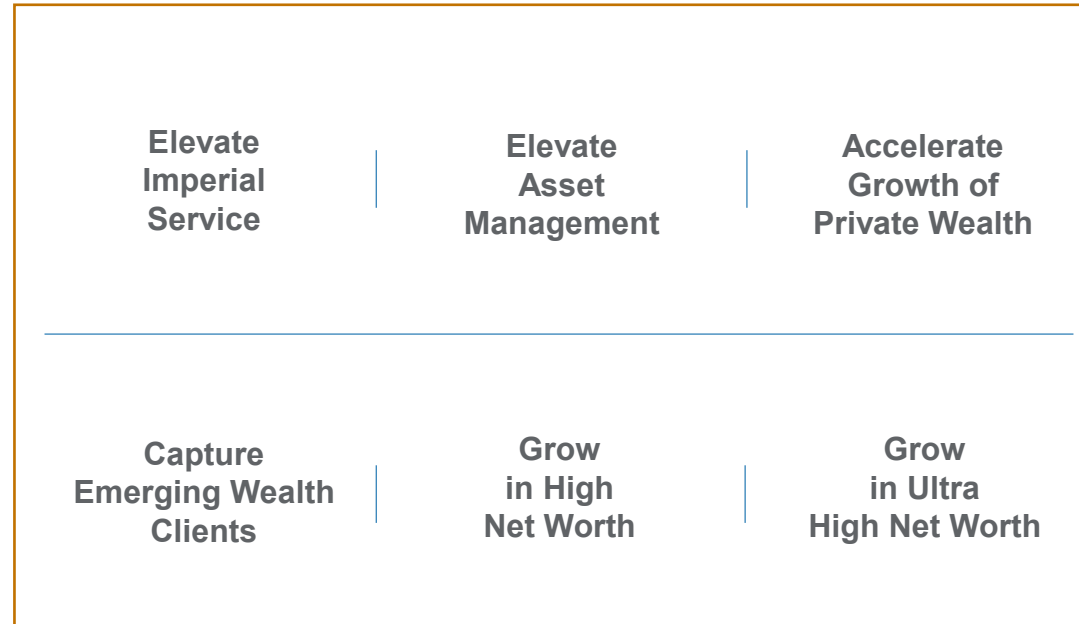 Elevate
Imperial
Service
Elevate
Asset
Management
Accelerate
Growth of
Private Wealth
Capture
Emerging Wealth
Clients
Grow
in High
Net Worth
Grow
in Ultra
High Net Worth